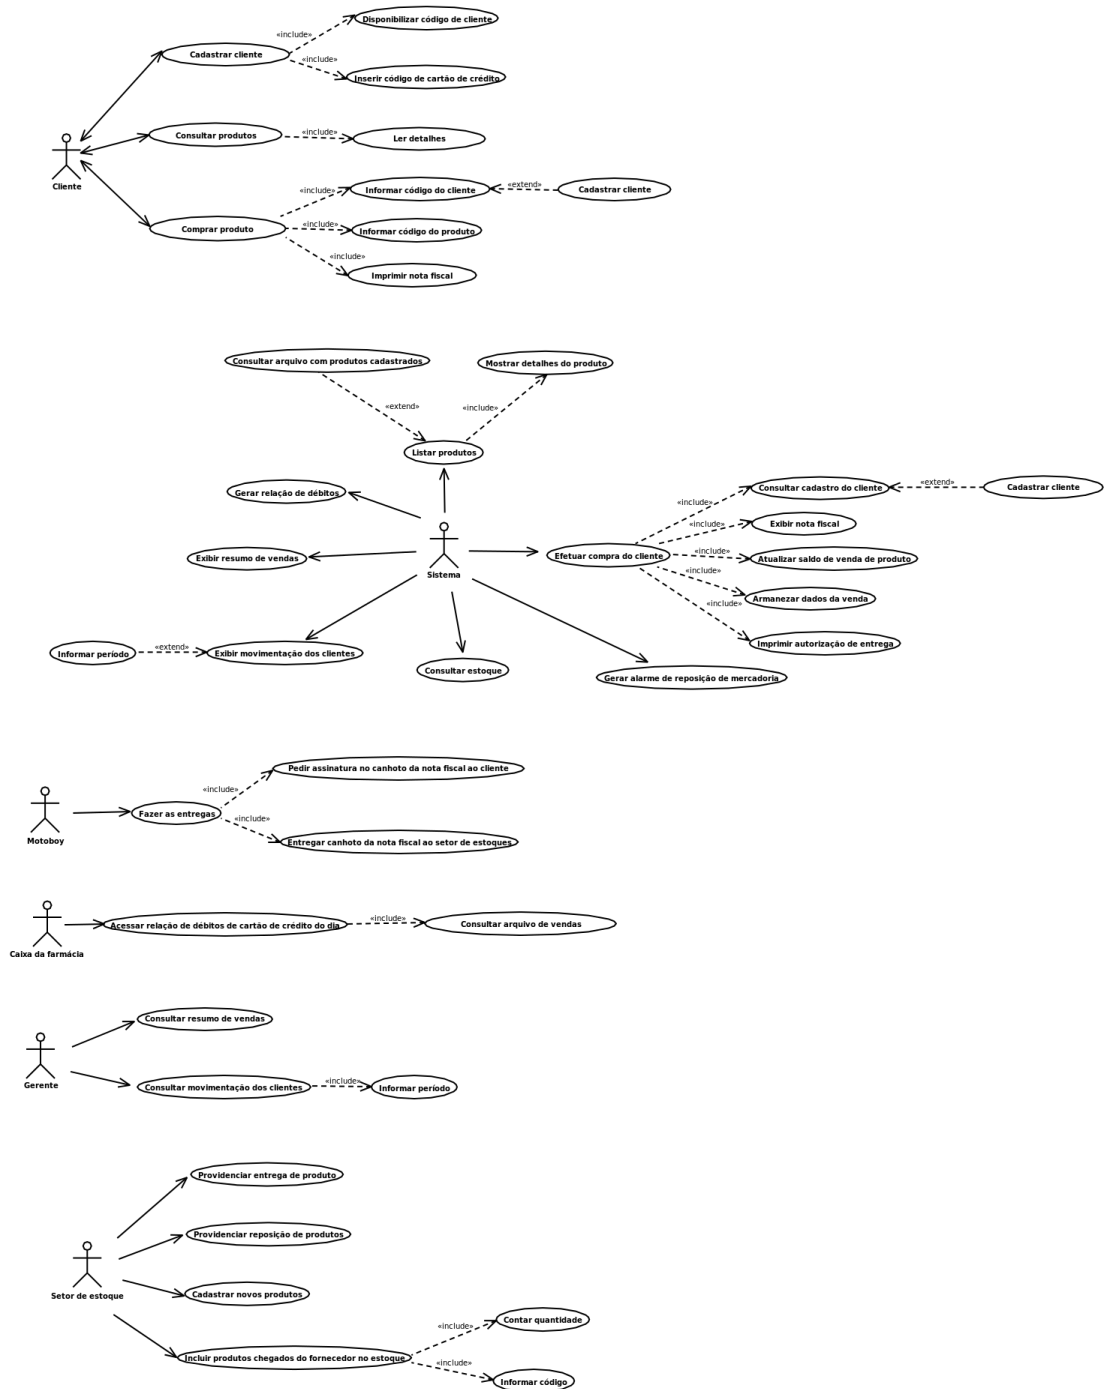 Disponibilizar código de cliente
«include»
Cadastrar cliente
«include»
Inserir código de cartão de crédito
Consultar produtos
«include»
Ler detalhes
Cliente
«include»
Informar código do cliente
«extend»
Cadastrar cliente
Comprar produto
«include»
Informar código do produto
«include»
Imprimir nota fiscal
Consultar arquivo com produtos cadastrados
Mostrar detalhes do produto
«extend»
«include»
Listar produtos
Gerar relação de débitos
Consultar cadastro do cliente
«extend»
Cadastrar cliente
«include»
Exibir nota fiscal
«include»
Exibir resumo de vendas
Sistema
Efetuar compra do cliente
«include»
Atualizar saldo de venda de produto
«include»
Armanezar dados da venda
«include»
Imprimir autorização de entrega
Informar período
«extend»
Exibir movimentação dos clientes
Consultar estoque
Gerar alarme de reposição de mercadoria
Pedir assinatura no canhoto da nota fiscal ao cliente
«include»
Motoboy
Fazer as entregas
«include»
Entregar canhoto da nota fiscal ao setor de estoques
Caixa da farmácia
Acessar relação de débitos de cartão de crédito do dia
«include»
Consultar arquivo de vendas
Consultar resumo de vendas
Gerente
Consultar movimentação dos clientes
«include»
Informar período
Providenciar entrega de produto
Providenciar reposição de produtos
Setor de estoque
Cadastrar novos produtos
Contar quantidade
«include»
Incluir produtos chegados do fornecedor no estoque
«include»
Informar código